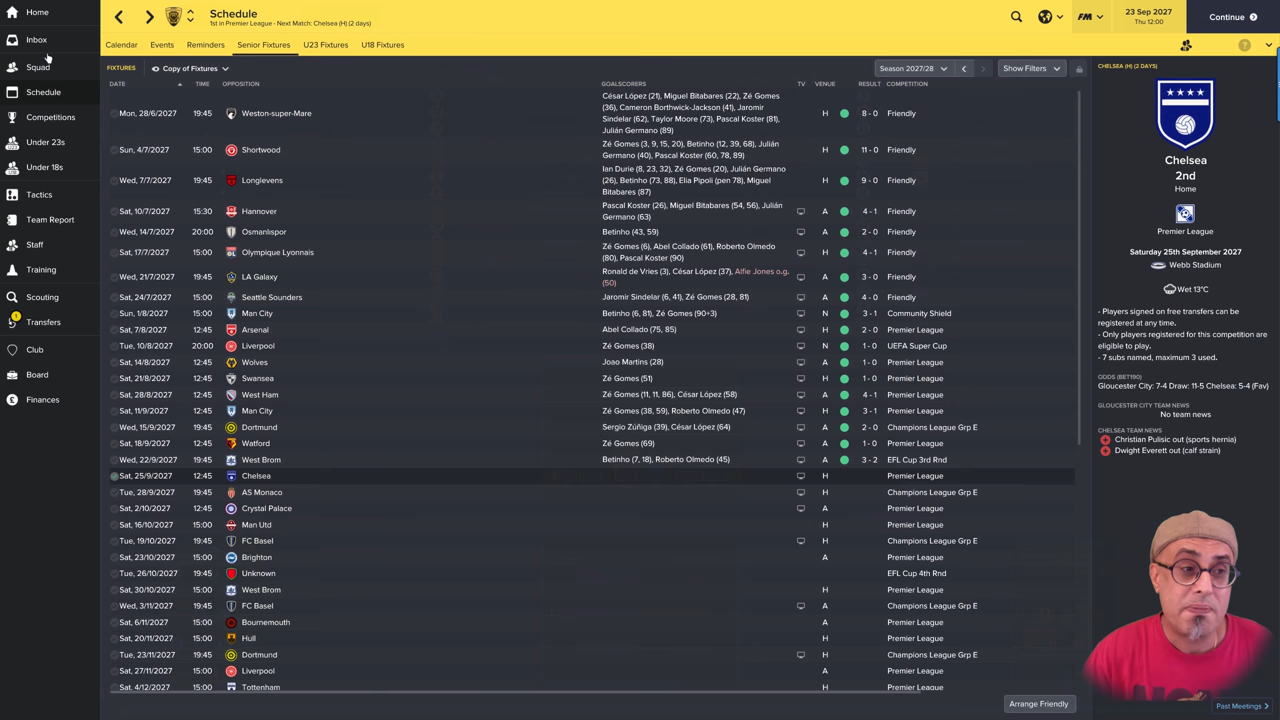 Home
Inbox
Squad
Schedule
Competitions
Under 23s
Under 18s
Tactics
Team Report
Staff
Training
Scouting
1
Transfers
Club
Board
Finances
Schedule
1st in Premier League - Next Match: Chelsea (H) (2 days)
FM
23 Sep 2027
Thu 12:00
Continue
Calendar Events Reminders Senior Fixtures U23 Fixtures U18 Fixtures
?
FIXTURES Copy of Fixtures Season 2027/28 Show Filters
DATE TIME OPPOSITION GOALSCORERS TV VENUE RESULT COMPETITION
Mon, 28/6/2027 19:45 Weston-super-Mare César López (21), Miguel Bitabares (22), Zé Gomes H 8 - 0 Friendly
(36), Cameron Borthwick-Jackson (41), Jaromir
Sindelar (62), Taylor Moore (73), Pascal Koster (81),
Julián Germano (89)
Sun, 4/7/2027 15:00 Shortwood Zé Gomes (3, 9, 15, 20), Betinho (12, 39, 68), Julián H 11 - 0 Friendly
Germano (40), Pascal Koster (60, 78, 89)
Wed, 7/7/2027 19:45 Longlevens Ian Durie (8, 23, 32), Zé Gomes (20), Julián Germano H 9 - 0 Friendly
(26), Betinho (73, 88), Elia Pipoli (pen 78), Miguel
Bitabares (87)
Sat, 10/7/2027 15:30 Hannover Pascal Koster (26), Miguel Bitabares (54, 56), Julián A 4 - 1 Friendly
Germano (63)
Wed, 14/7/2027 20:00 Osmanlıspor Betinho (43, 59) A 2 - 0 Friendly
Sat, 17/7/2027 15:00 Olympique Lyonnais Zé Gomes (6), Abel Collado (61), Roberto Olmedo H 4 - 1 Friendly
(80), Pascal Koster (90)
Wed, 21/7/2027 19:45 LA Galaxy Ronald de Vries (3), César López (37), Alfie Jones o.g. A 3 - 0 Friendly
(50)
Sat, 24/7/2027 15:00 Seattle Sounders Jaromir Sindelar (6, 41), Zé Gomes (28, 81) A 4 - 0 Friendly
Sun, 1/8/2027 15:00 Man City Betinho (6, 81), Zé Gomes (90+3) N 3 - 1 Community Shield
Sat, 7/8/2027 12:45 Arsenal Abel Collado (75, 85) H 2 - 0 Premier League
Tue, 10/8/2027 20:00 Liverpool Zé Gomes (38) N 1 - 0 UEFA Super Cup
Sat, 14/8/2027 12:45 Wolves Joao Martins (28) A 1 - 0 Premier League
Sat, 21/8/2027 12:45 Swansea Zé Gomes (51) H 1 - 0 Premier League
Sat, 28/8/2027 12:45 West Ham Zé Gomes (11, 11, 86), César López (58) A 4 - 1 Premier League
Sat, 11/9/2027 12:45 Man City Zé Gomes (38, 59), Roberto Olmedo (47) H 3 - 1 Premier League
Wed, 15/9/2027 19:45 Dortmund Sergio Zúñiga (39), César López (64) A 2 - 0 Champions League Grp E
Sat, 18/9/2027 12:45 Watford Zé Gomes (69) A 1 - 0 Premier League
Wed, 22/9/2027 19:45 West Brom Betinho (7, 18), Roberto Olmedo (45) A 3 - 2 EFL Cup 3rd Rnd
Sat, 25/9/2027 12:45 Chelsea H Premier League
Tue, 28/9/2027 19:45 AS Monaco H Champions League Grp E
Sat, 2/10/2027 12:45 Crystal Palace A Premier League
Sat, 16/10/2027 15:00 Man Utd H Premier League
Tue, 19/10/2027 19:45 FC Basel H Champions League Grp E
Sat, 23/10/2027 15:00 Brighton A Premier League
Tue, 26/10/2027 19:45 Unknown EFL Cup 4th Rnd
Sat, 30/10/2027 15:00 West Brom H Premier League
Wed, 3/11/2027 19:45 FC Basel A Champions League Grp E
Sat, 6/11/2027 15:00 Bournemouth A Premier League
Sat, 20/11/2027 15:00 Hull H Premier League
Tue, 23/11/2027 19:45 Dortmund H Champions League Grp E
Sat, 27/11/2027 15:00 Liverpool A Premier League
Sat, 4/12/2027 15:00 Tottenham H Premier League
Arrange Friendly
CHELSEA (H) (2 DAYS)
Chelsea
2nd
Home
Premier League
Saturday 25th September 2027
Webb Stadium
Wet 13°C
- Players signed on free transfers can be
registered at any time.
- Only players registered for this competition are
eligible to play.
- 7 subs named, maximum 3 used.
ODDS (BET190)
Gloucester City: 7-4 Draw: 11-5 Chelsea: 5-4 (Fav)
GLOUCESTER CITY TEAM NEWS
No team news
CHELSEA TEAM NEWS
Christian Pulisic out (sports hernia)
Dwight Everett out (calf strain)
Past Meetings